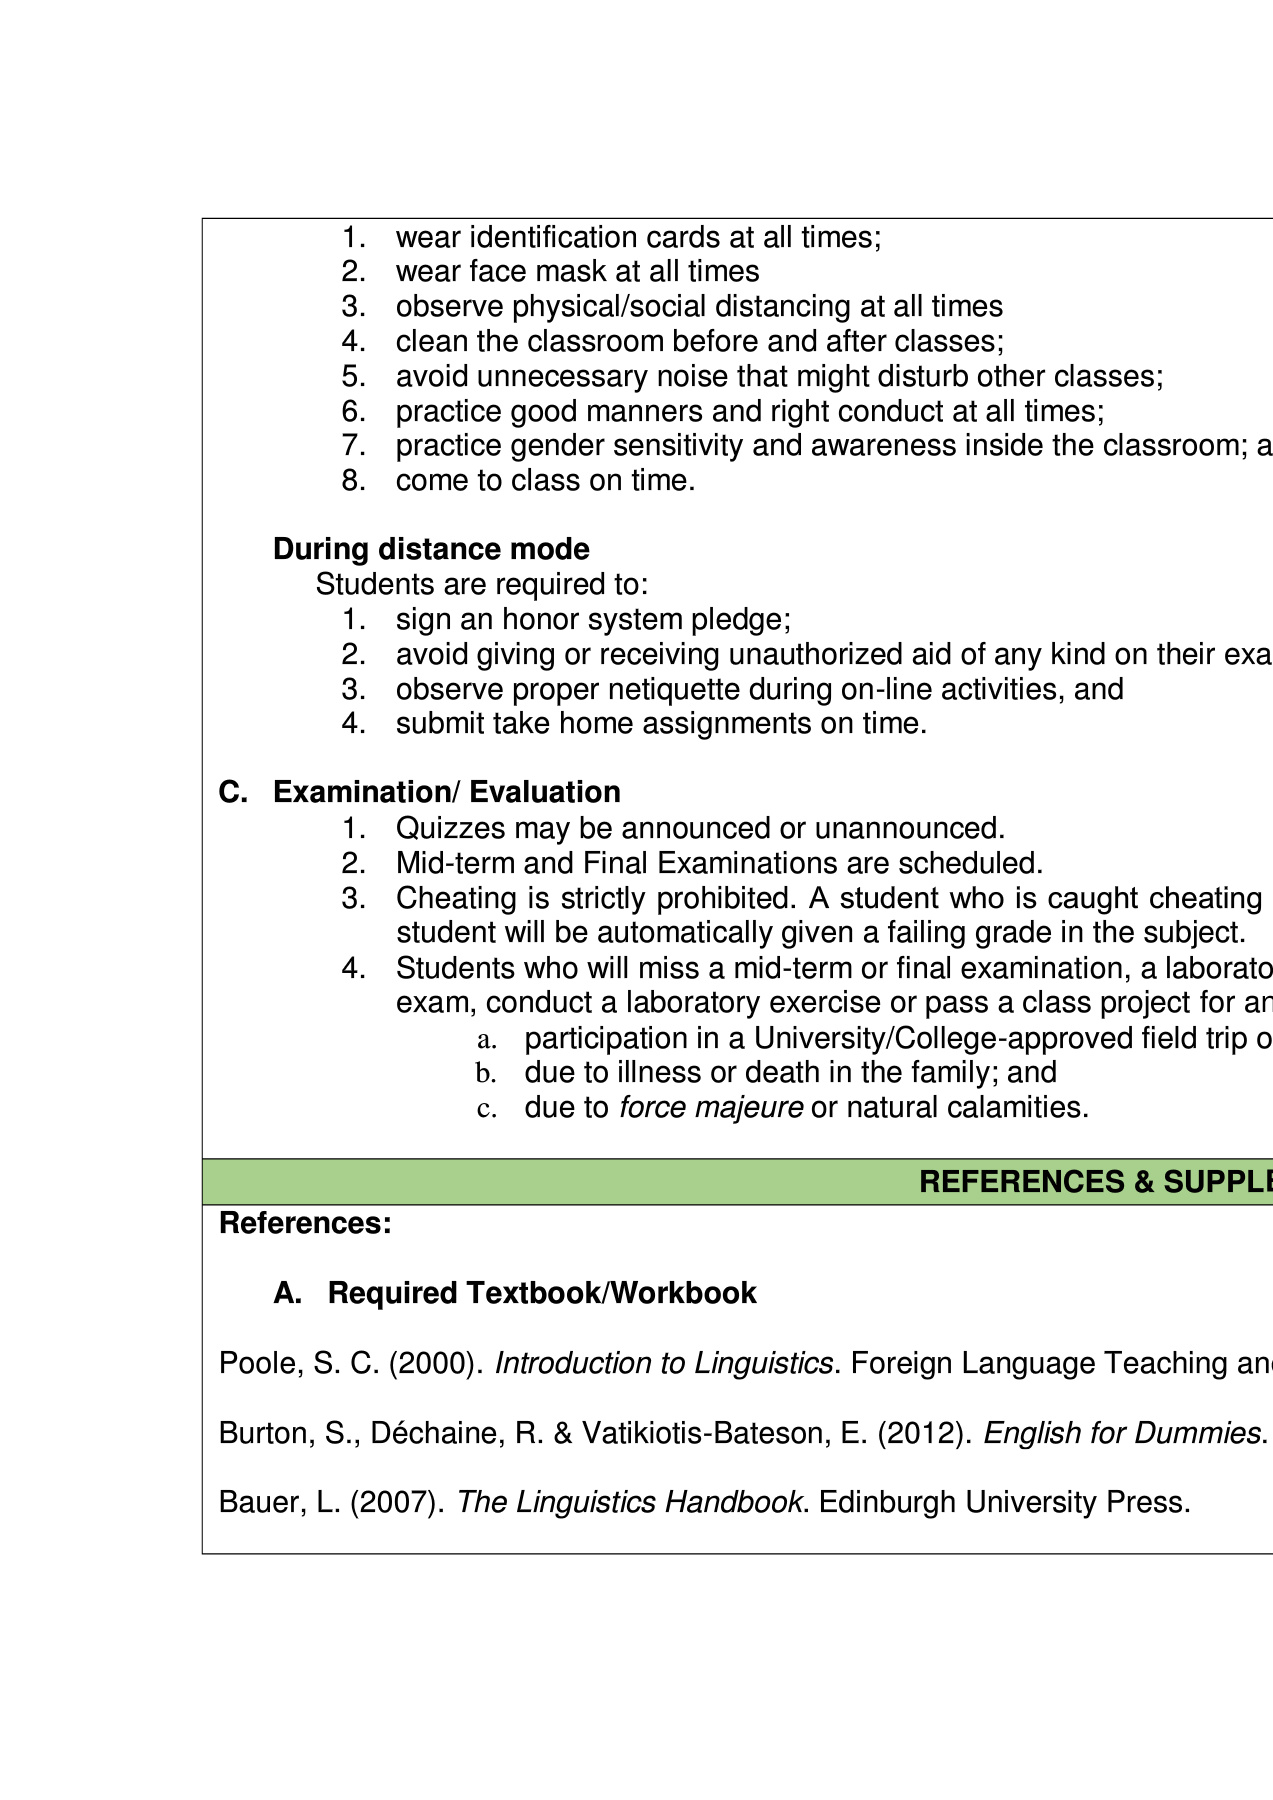 1. wear identification cards at all times;
2. wear face mask at all times
3. observe physical/social distancing at all times
4. clean the classroom before and after classes;
5. avoid unnecessary noise that might disturb other classes;
6. practice good manners and right conduct at all times;
7. practice gender sensitivity and awareness inside the classroom;
8. come to class on time.
During distance mode
Students are required to:
1. sign an honor system pledge;
2. avoid giving or receiving unauthorized aid of any kind on their
3. observe proper netiquette during on-line activities, and
4. submit take home assignments on time.
C. Examination/ Evaluation
1. Quizzes may be announced or unannounced.
2. Mid-term and Final Examinations are scheduled.
3. Cheating is strictly prohibited. A student who is caught cheating
student will be automatically given a failing grade in the subject.
4. Students who will miss a mid-term or final examination, a
exam, conduct a laboratory exercise or pass a class project for
a. participation in a University/College-approved field trip
b. due to illness or death in the family; and
c. due to force majeure or natural calamities.
REFERENCES &
References:
A. Required Textbook/Workbook
Poole, S. C. (2000). Introduction to Linguistics. Foreign Language Teaching
Burton, S., Déchaine, R. & Vatikiotis-Bateson, E. (2012). English for Dummies.
Bauer, L. (2007). The Linguistics Handbook. Edinburgh University Press.